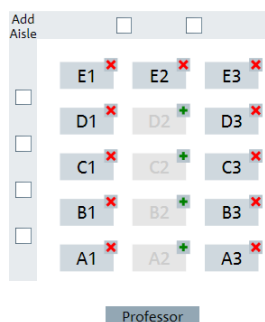 Add
Aisle
E1 E2 E3
D1 D2 D3
C1 C2 C3
B1 B2 B3
A1 A2 A3
Professor